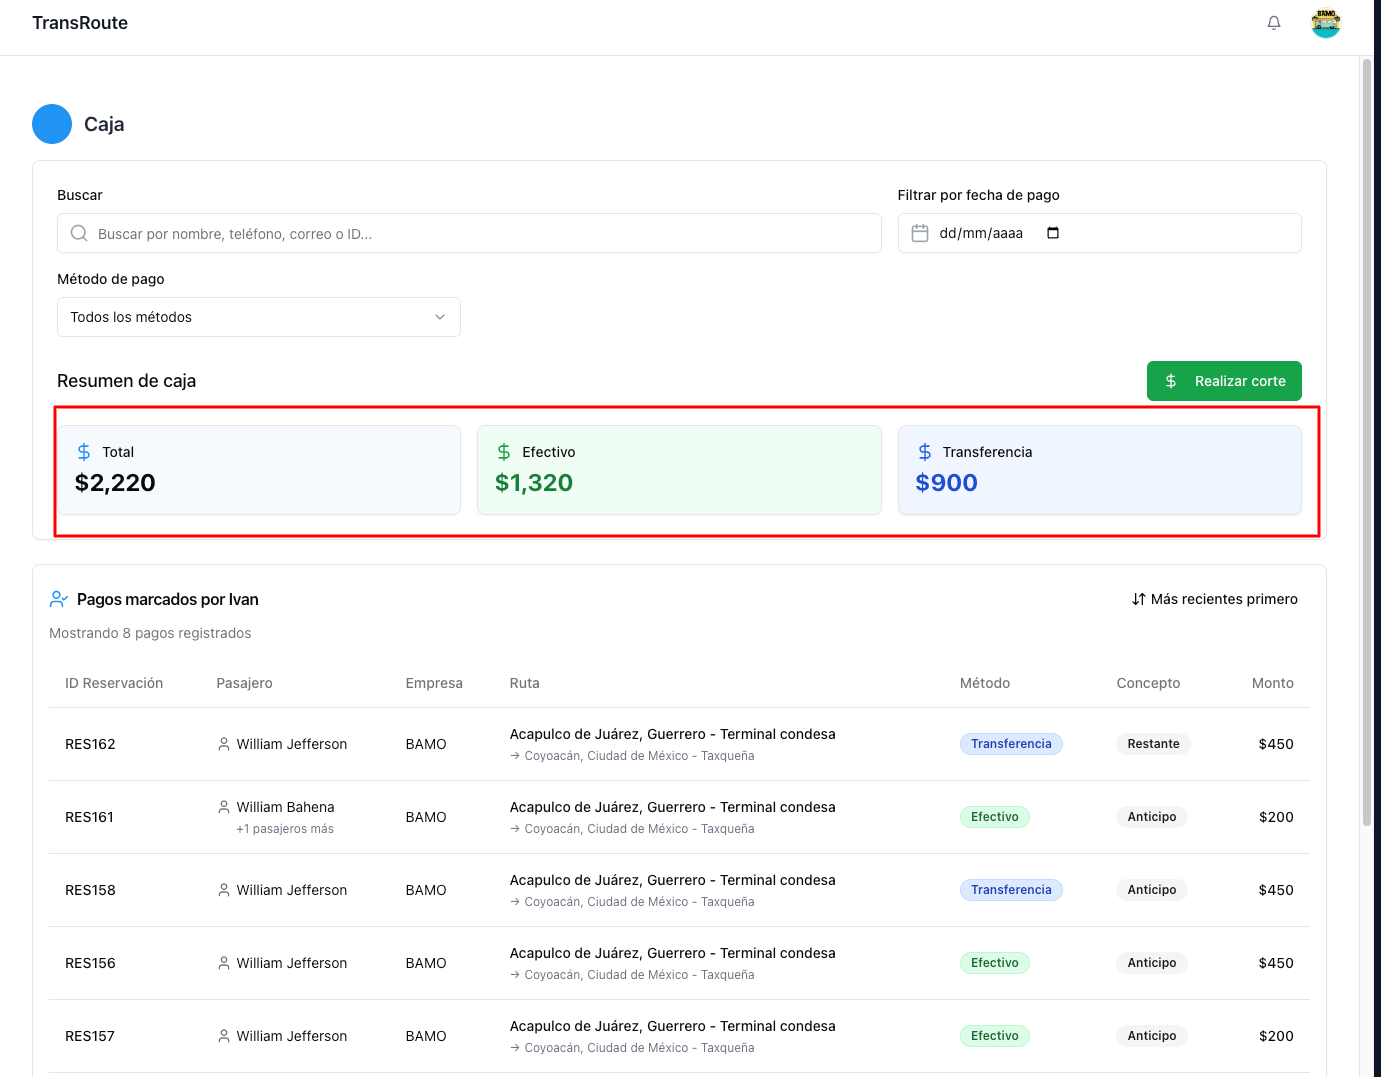 TransRoute
BAMO
Caja
Buscar
Buscar por nombre, teléfono, correo o ID...
Filtrar por fecha de pago
dd/mm/aaaa
Método de pago
Todos los métodos
Resumen de caja
$ Realizar corte
$ Total
$2,220
$ Efectivo
$1,320
$ Transferencia
$900
Pagos marcados por Ivan
Más recientes primero
Mostrando 8 pagos registrados
ID Reservación Pasajero Empresa Ruta Método Concepto Monto
RES162 William Jefferson BAMO Acapulco de Juárez, Guerrero - Terminal condesa Transferencia Restante $450
→ Coyoacán, Ciudad de México - Taxqueña
RES161 William Bahena BAMO Acapulco de Juárez, Guerrero - Terminal condesa Efectivo Anticipo $200
+1 pasajeros más → Coyoacán, Ciudad de México - Taxqueña
RES158 William Jefferson BAMO Acapulco de Juárez, Guerrero - Terminal condesa Transferencia Anticipo $450
→ Coyoacán, Ciudad de México - Taxqueña
RES156 William Jefferson BAMO Acapulco de Juárez, Guerrero - Terminal condesa Efectivo Anticipo $450
→ Coyoacán, Ciudad de México - Taxqueña
RES157 William Jefferson BAMO Acapulco de Juárez, Guerrero - Terminal condesa Efectivo Anticipo $200
→ Coyoacán, Ciudad de México - Taxqueña